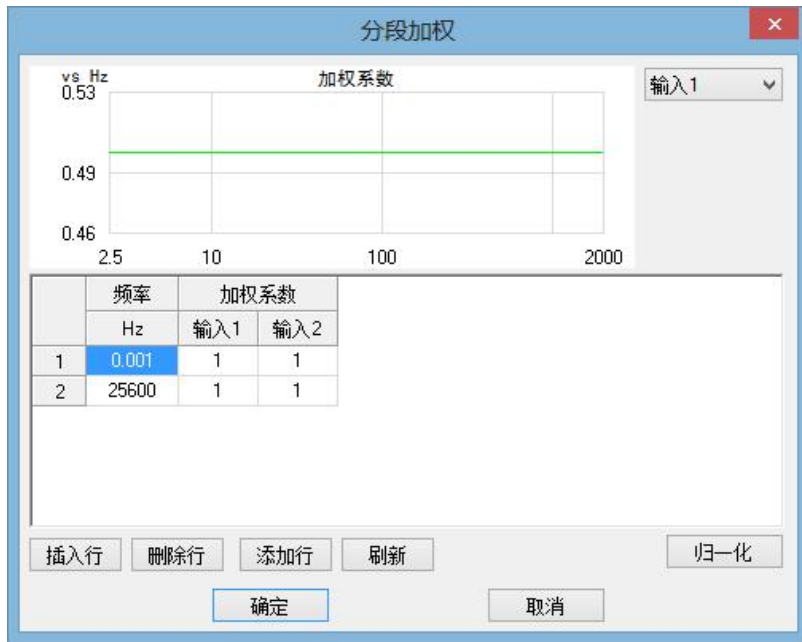 分段加权
vs Hz 加权系数
输入1
0.53
0.49
0.46
2.5 10 100 2000
频率 加权系数
Hz 输入1 输入2
1 0.001 1 1
2 25600 1 1
插入行 删除行 添加行 刷新 归一化
确定 取消